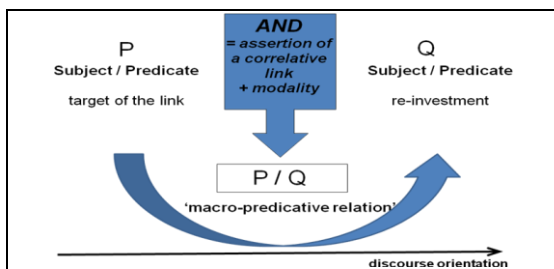 P
Subject / Predicate
target of the link
AND
= assertion of
a correlative
link
+ modality
Q
Subject / Predicate
re-investment
P / Q
'macro-predicative relation'
discourse orientation